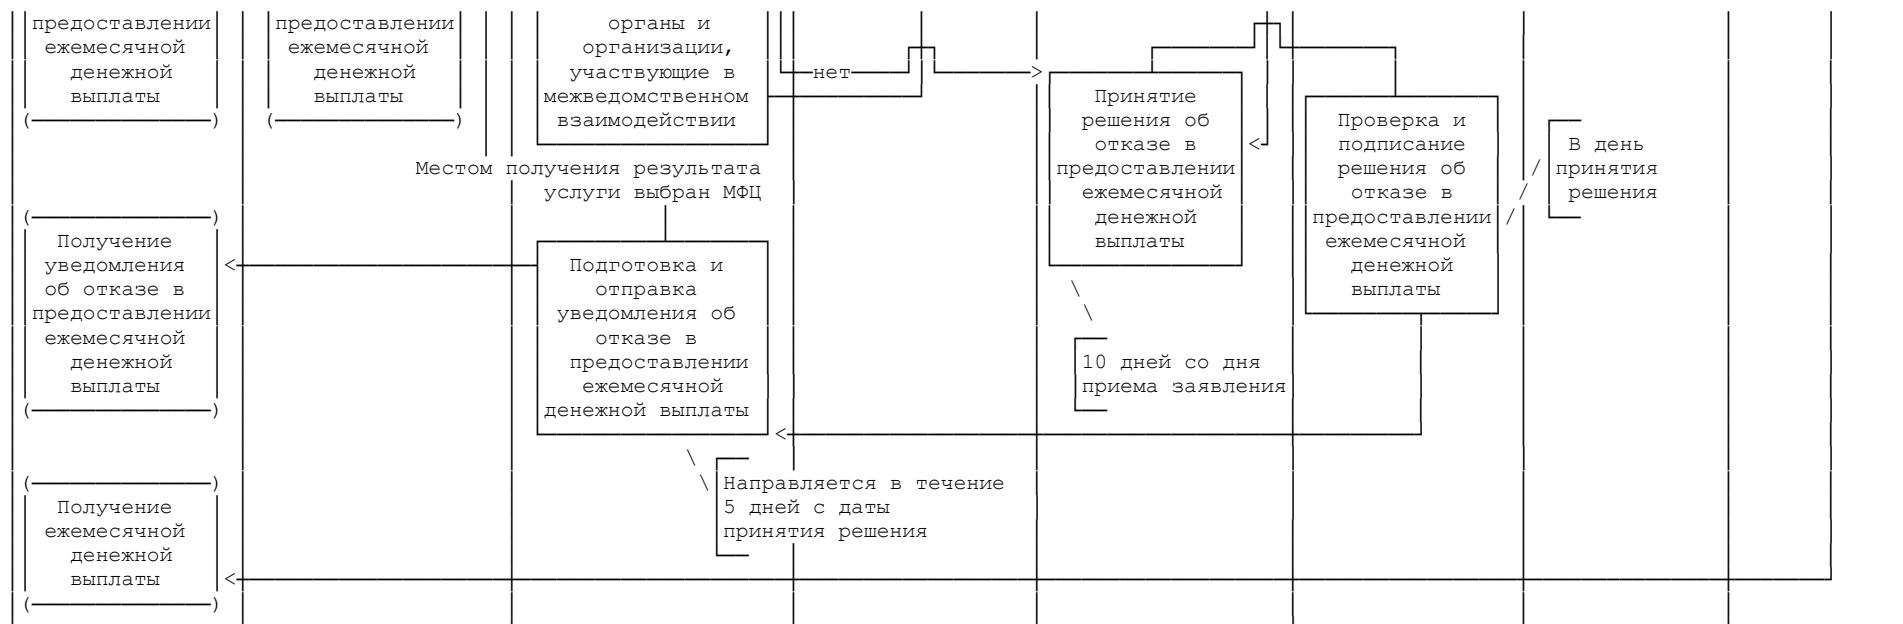 предоставлении
ежемесячной
денежной
выплаты
предоставлении
ежемесячной
денежной
выплаты
органы и
организации,
участвующие в
межведомственном
взаимодействии
нет
Принятие
решения об
отказе в
предоставлении
ежемесячной
денежной
выплаты
Проверка и
подписание
решения об
отказе в
предоставлении
ежемесячной
денежной
выплаты
В день
принятия
решения
Местом получения результата
услуги выбран МФЦ
Получение
уведомления
об отказе в
предоставлении
ежемесячной
денежной
выплаты
Подготовка и
отправка
уведомления об
отказе в
предоставлении
ежемесячной
денежной выплаты
10 дней со дня
приема заявления
Направляется в течение
5 дней с даты
принятия решения
Получение
ежемесячной
денежной
выплаты